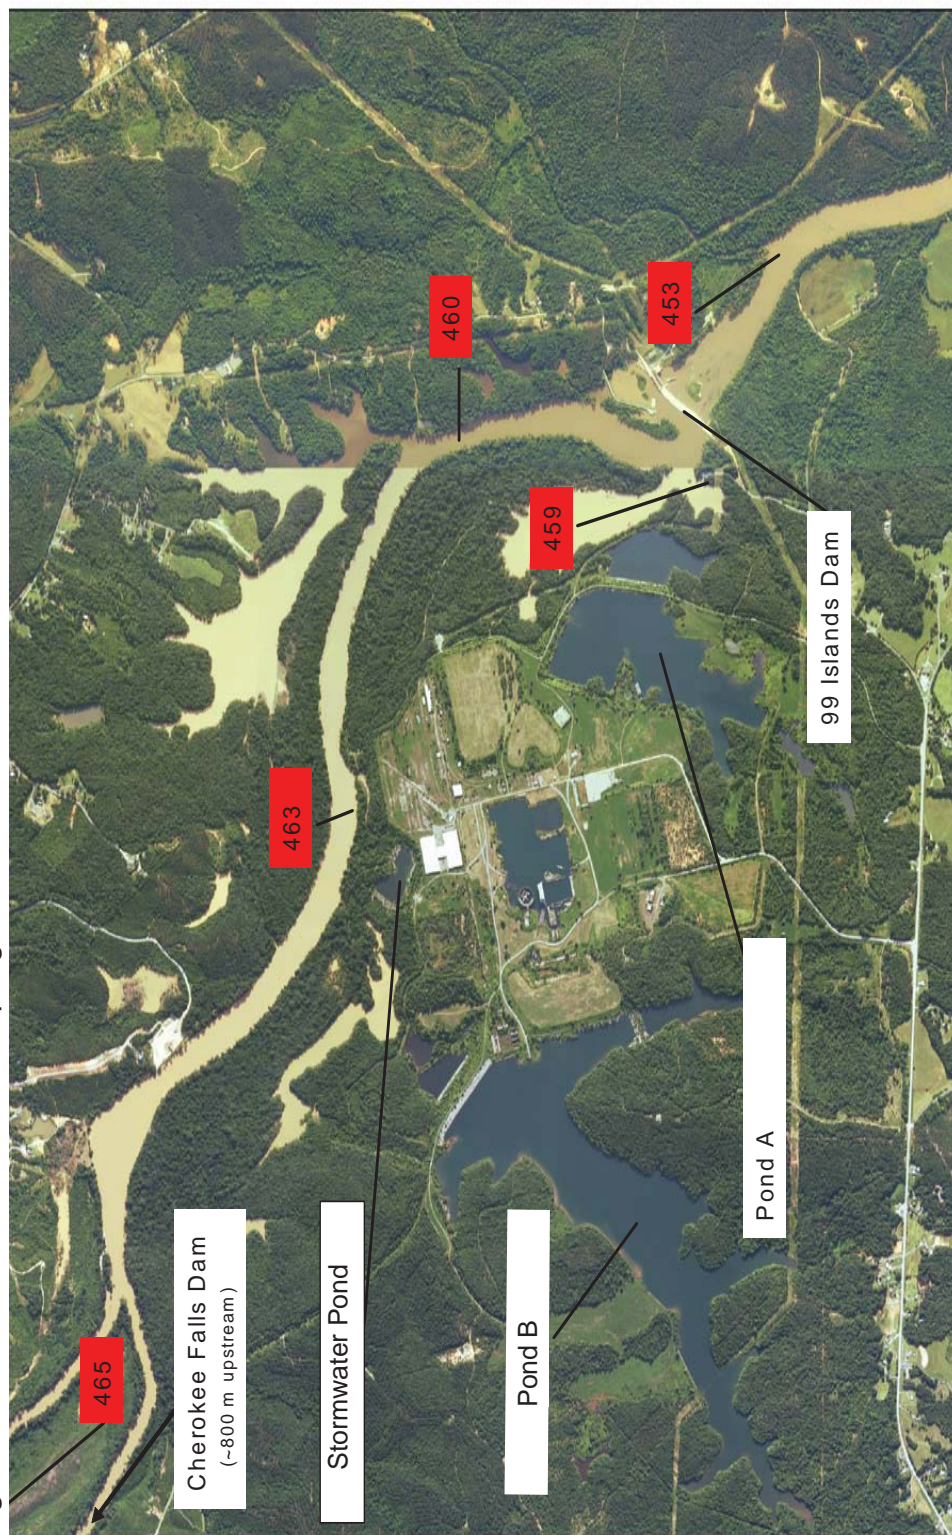 465
Cherokee Falls Dam
(~800 m upstream)
463
Stormwater Pond
460
Pond B
459
453
Pond A
99 Islands Dam